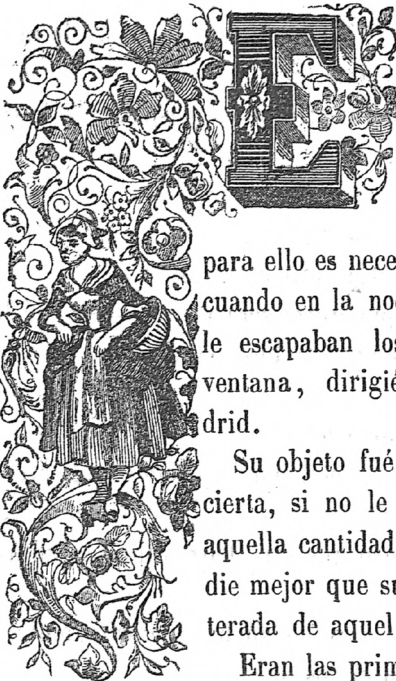 E
para ello es nece
cuando en la no
le escapaban los
ventana, dirigié
drid.
Su objeto fué
cierta, si no le
aquella cantidad
die mejor que su
terada de aquel
Eran las prim